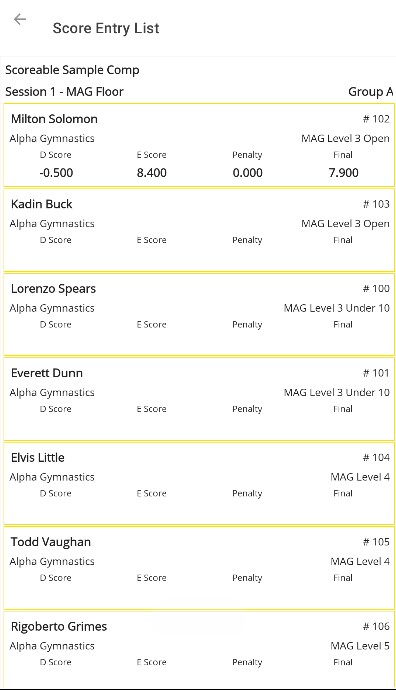 Score Entry List
Scoreable Sample Comp
Session 1 - MAG Floor Group A
Milton Solomon # 102
Alpha Gymnastics MAG Level 3 Open
D Score E Score Penalty Final
-0.500 8.400 0.000 7.900
Kadin Buck # 103
Alpha Gymnastics MAG Level 3 Open
D Score E Score Penalty Final
Lorenzo Spears # 100
Alpha Gymnastics MAG Level 3 Under 10
D Score E Score Penalty Final
Everett Dunn # 101
Alpha Gymnastics MAG Level 3 Under 10
D Score E Score Penalty Final
Elvis Little # 104
Alpha Gymnastics MAG Level 4
D Score E Score Penalty Final
Todd Vaughan # 105
Alpha Gymnastics MAG Level 4
D Score E Score Penalty Final
Rigoberto Grimes # 106
Alpha Gymnastics MAG Level 5
D Score E Score Penalty Final